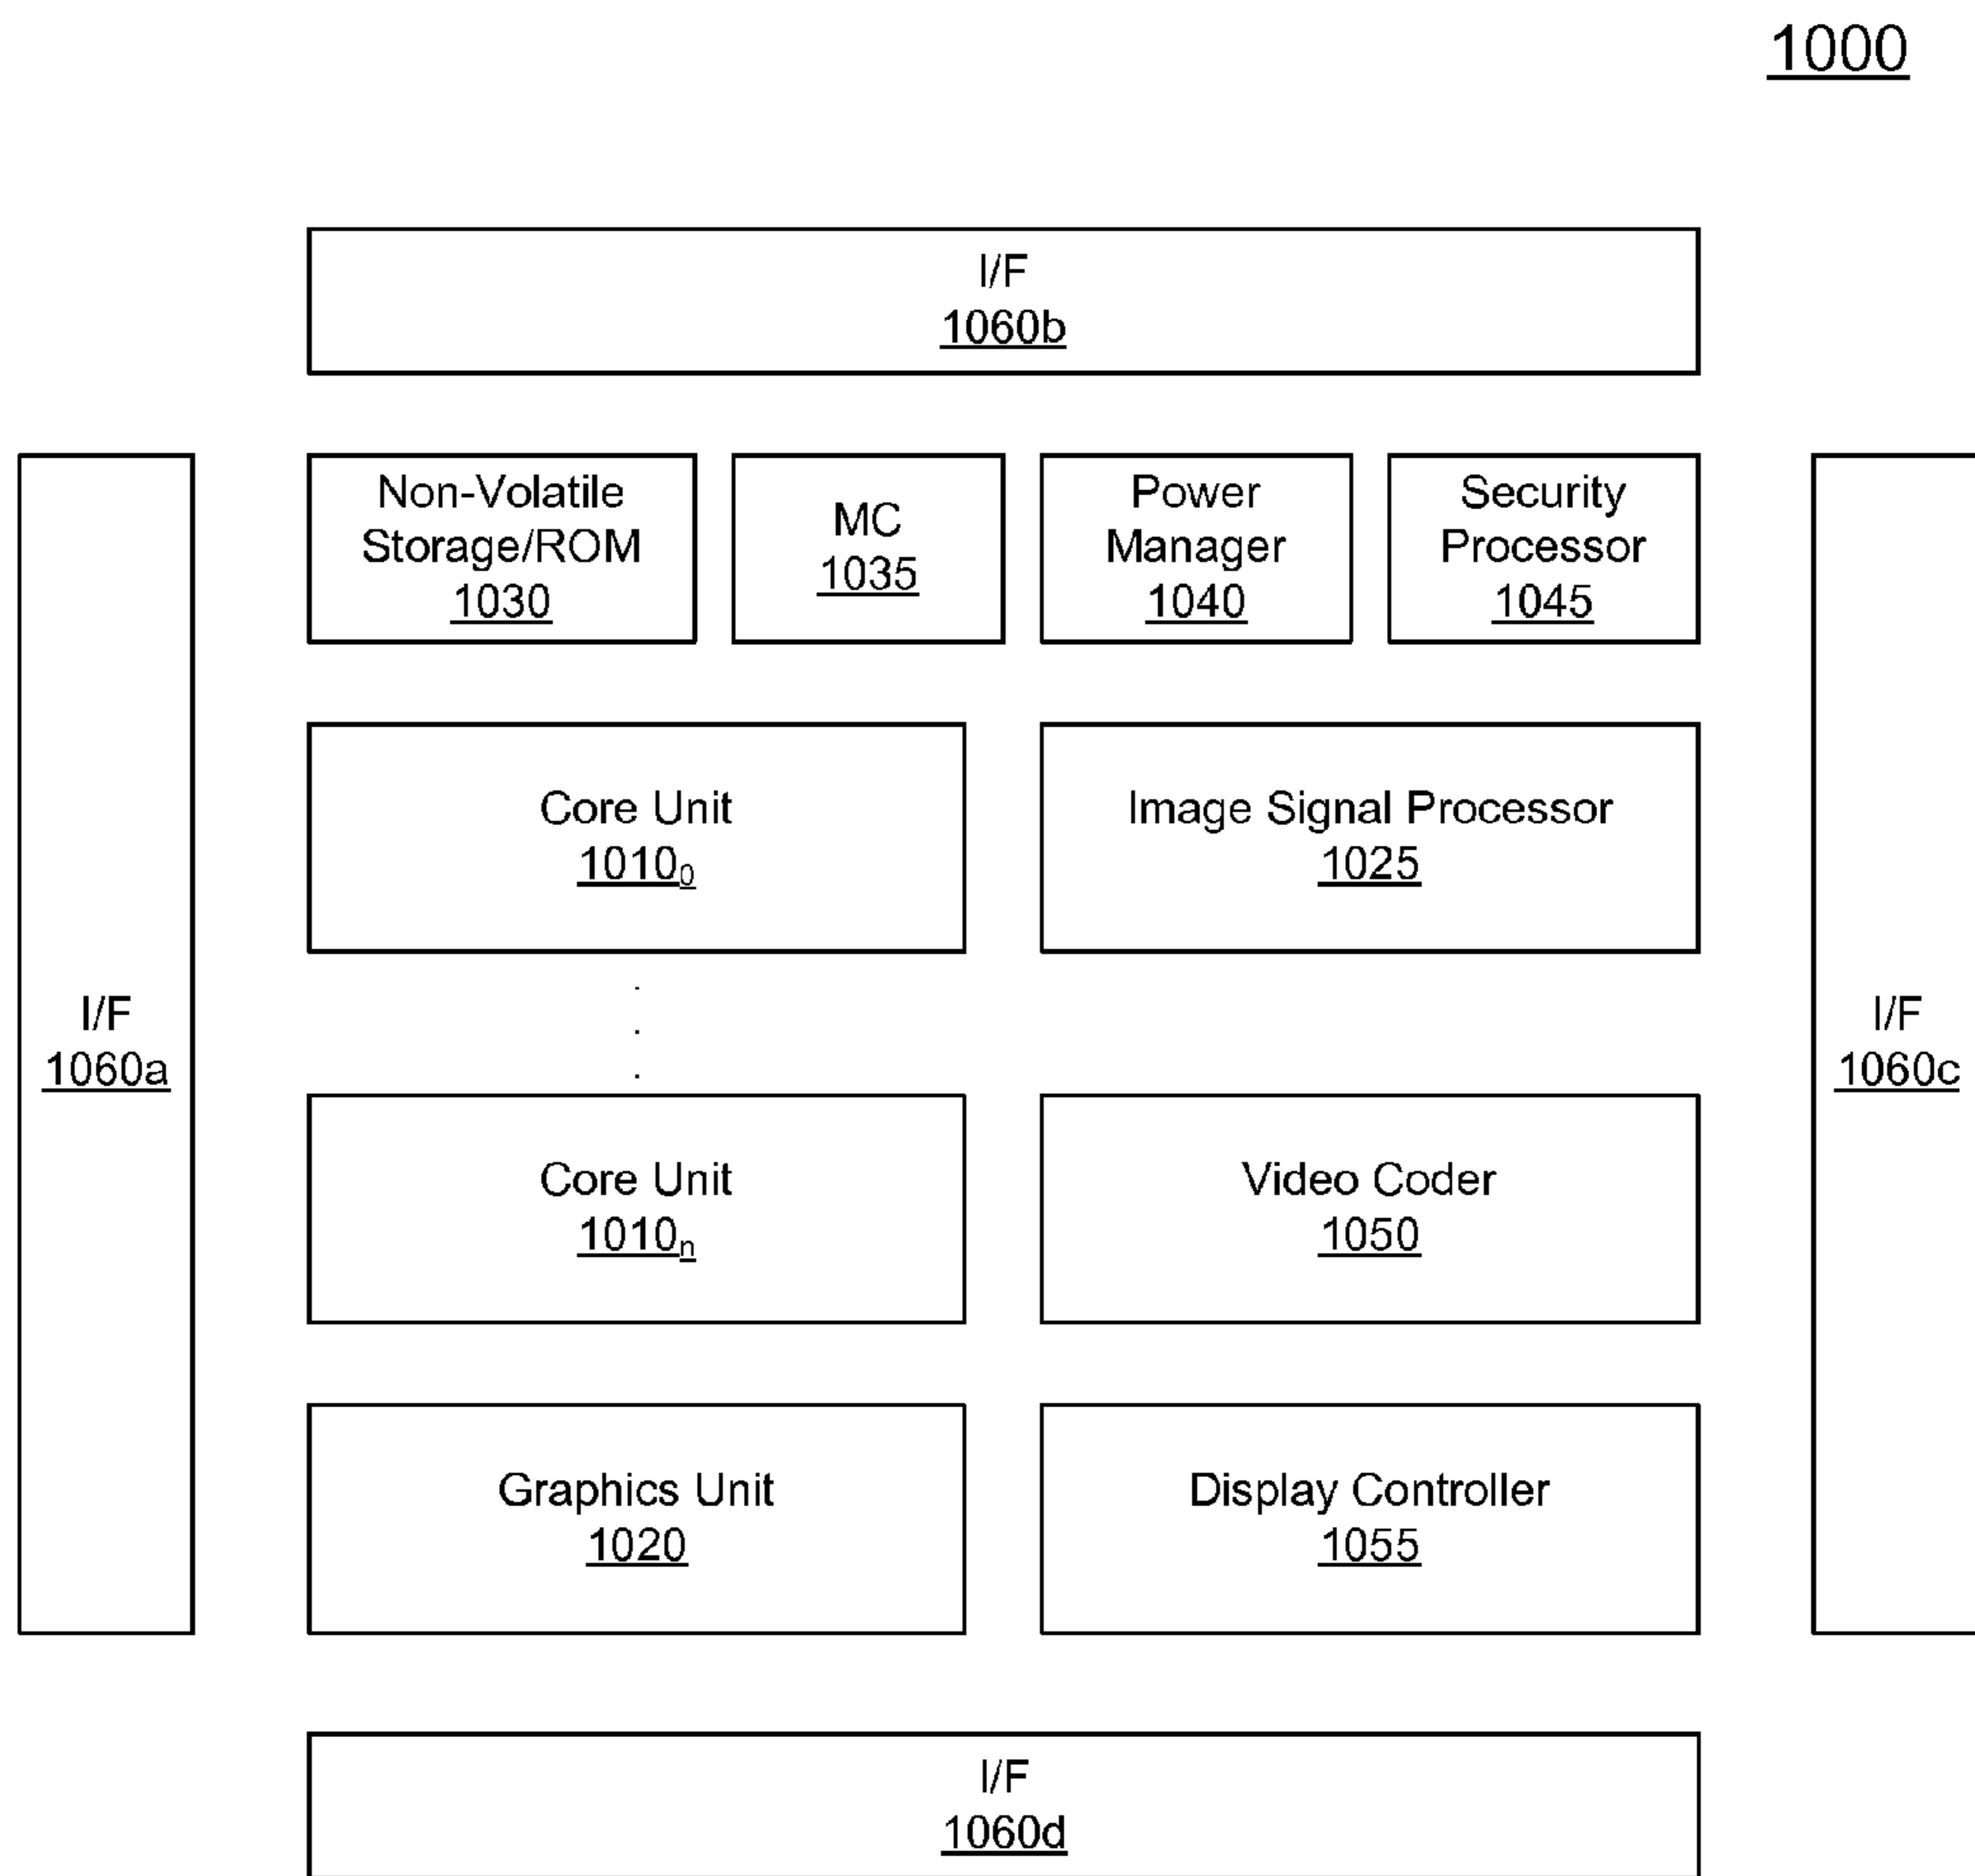 1000
I/F
1060b
Non-Volatile
Storage/ROM
1030
MC
1035
Power
Manager
1040
Security
Processor
1045
Core Unit
1010₀
Image Signal Processor
1025
I/F
1060a
I/F
1060c
Core Unit
1010ₙ
Video Coder
1050
Graphics Unit
1020
Display Controller
1055
I/F
1060d